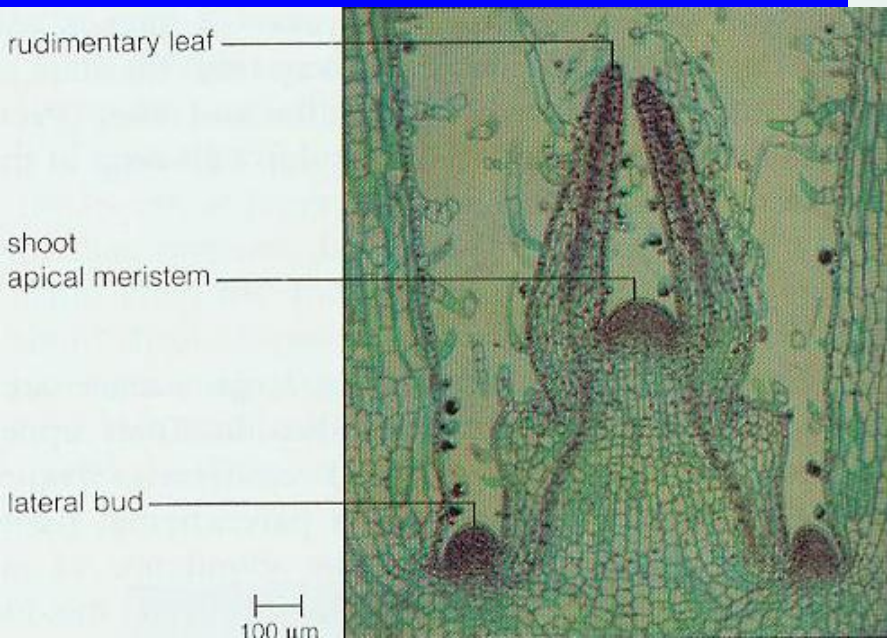 rudimentary leaf
shoot
apical meristem
lateral bud
100 µm